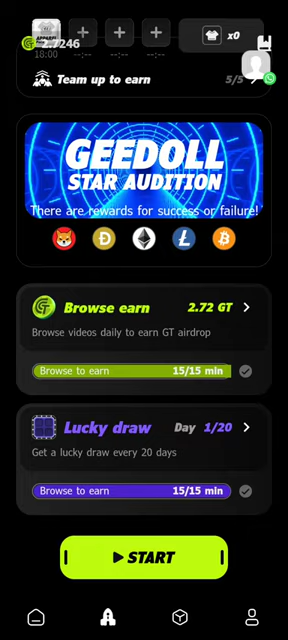 2.7246
x0
18:00 --:-- --:-- --:--
Team up to earn 5/5
GEEDOLL
STAR AUDITION
There are rewards for success or failure!
Browse earn 2.72 GT
Browse videos daily to earn GT airdrop
Browse to earn 15/15 min
Lucky draw Day 1/20
Get a lucky draw every 20 days
Browse to earn 15/15 min
START